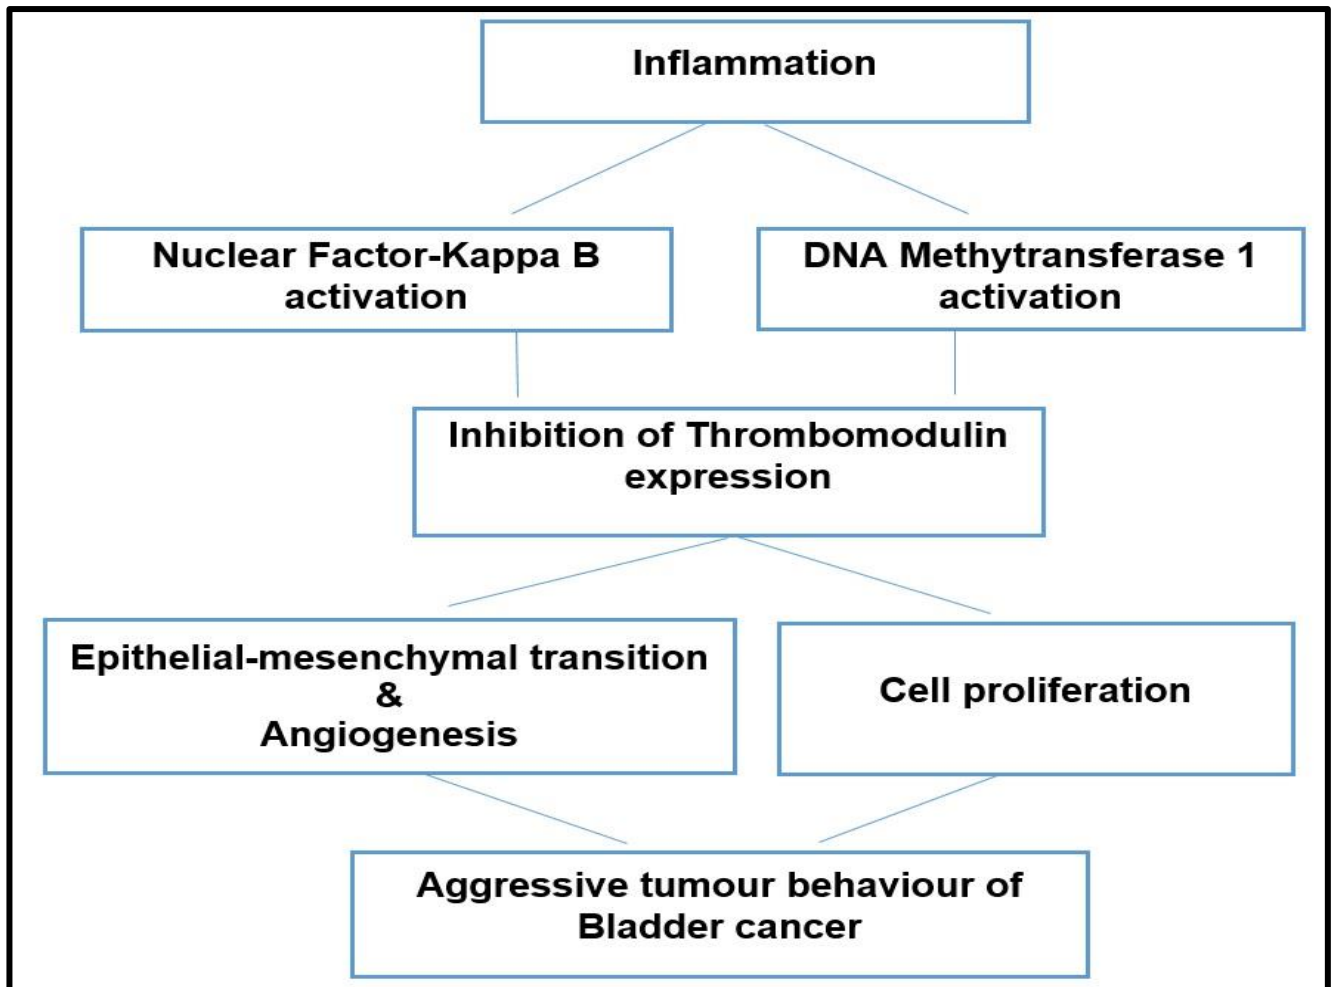 Inflammation
Nuclear Factor-Kappa B
activation
DNA Methytransferase 1
activation
Inhibition of Thrombomodulin
expression
Epithelial-mesenchymal transition
&
Angiogenesis
Cell proliferation
Aggressive tumour behaviour of
Bladder cancer